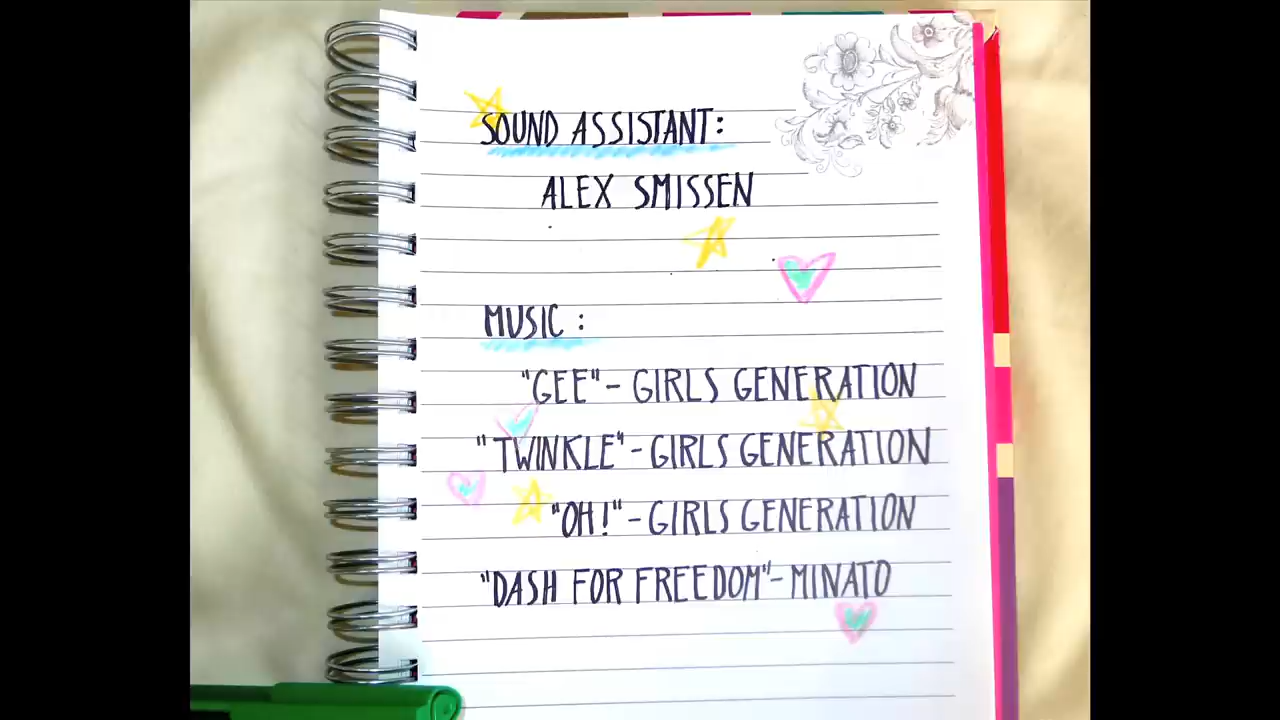 SOUND ASSISTANT:
ALEX SMISSEN
MUSIC :
"GEE" - GIRLS GENERATION
"TWINKLE" - GIRLS GENERATION
"OH!" - GIRLS GENERATION
"DASH FOR FREEDOM" - MINATO